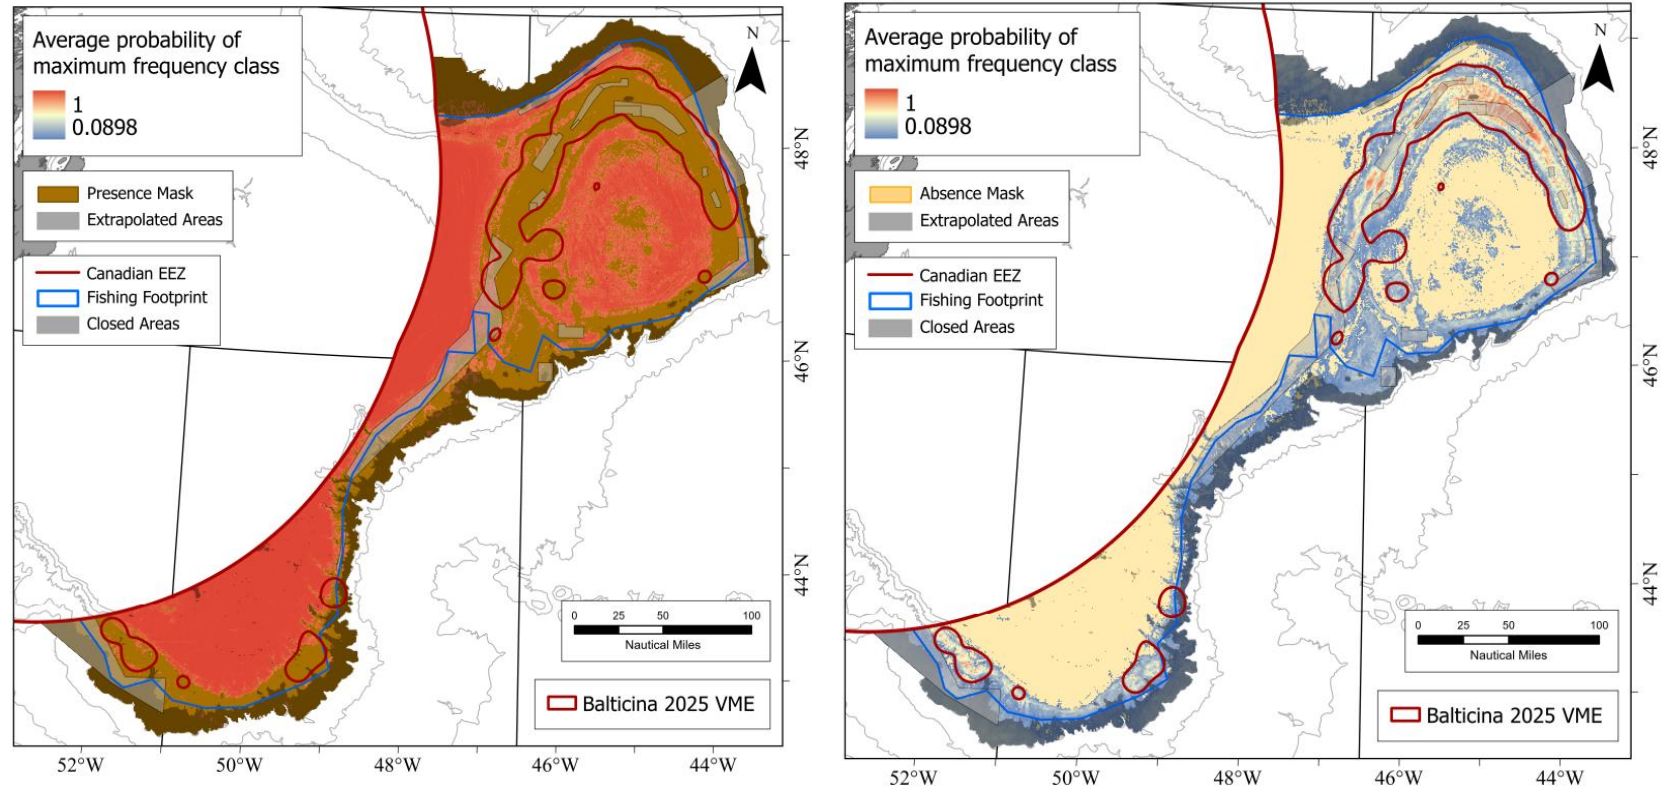 Average probability of
maximum frequency class
1
0.0898
Presence Mask
Extrapolated Areas
Canadian EEZ
Fishing Footprint
Closed Areas
N
48°N
46°N
44°N
0 25 50 100
Nautical Miles
Balticina 2025 VME
52°W 50°W 48°W 46°W 44°W
Average probability of
maximum frequency class
1
0.0898
Absence Mask
Extrapolated Areas
Canadian EEZ
Fishing Footprint
Closed Areas
N
48°N
46°N
44°N
0 25 50 100
Nautical Miles
Balticina 2025 VME
52°W 50°W 48°W 46°W 44°W